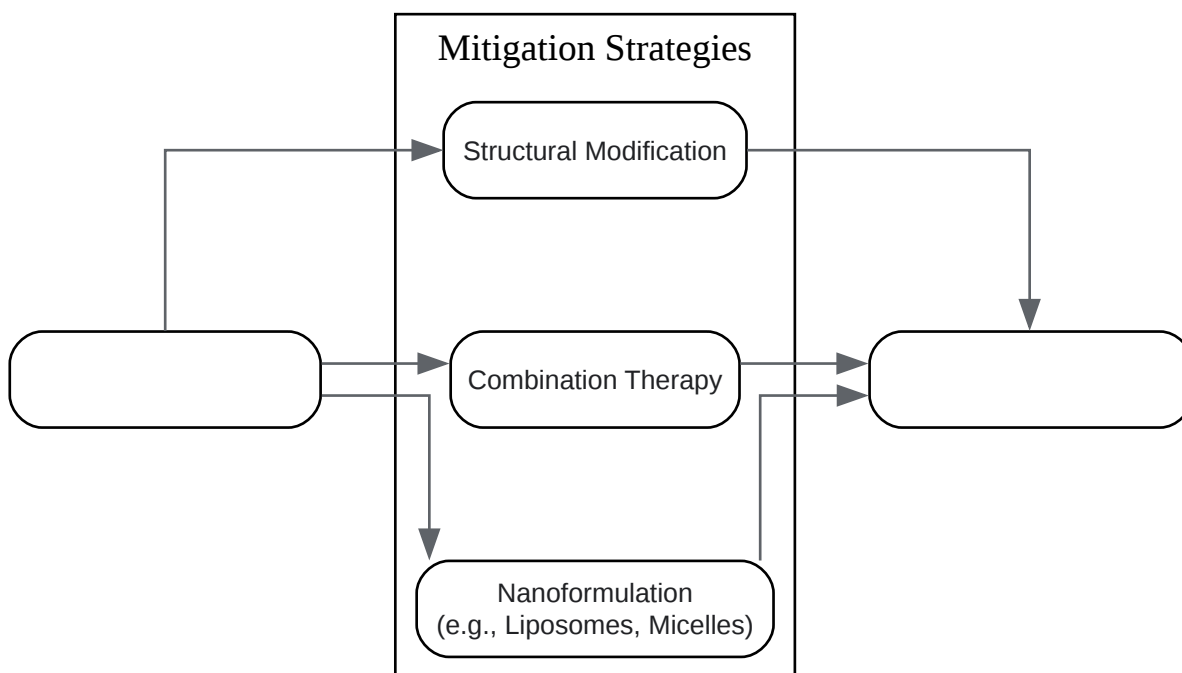 Mitigation Strategies
Structural Modification
Combination Therapy
Nanoformulation
(e.g., Liposomes, Micelles)